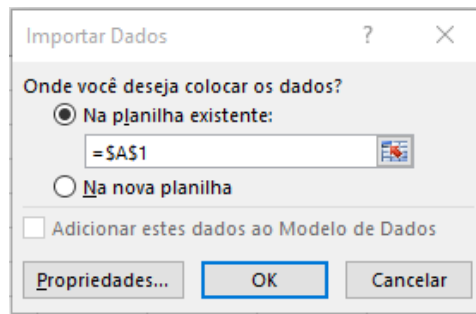 Importar Dados ?
Onde você deseja colocar os dados?
Na planilha existente:
=$A$1
Na nova planilha
Adicionar estes dados ao Modelo de Dados
Propriedades... OK Cancelar